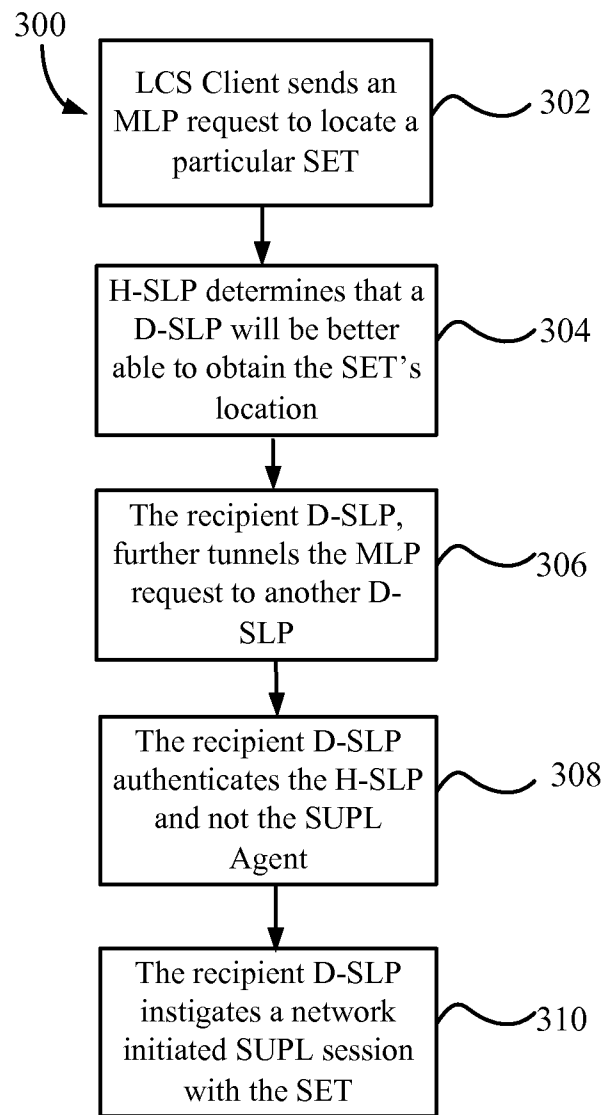 300
LCS Client sends an
MLP request to locate a
particular SET
302
H-SLP determines that a
D-SLP will be better
able to obtain the SET's
location
304
The recipient D-SLP,
further tunnels the MLP
request to another D-
SLP
306
The recipient D-SLP
authenticates the H-SLP
and not the SUPL
Agent
308
The recipient D-SLP
instigates a network
initiated SUPL session
with the SET
310